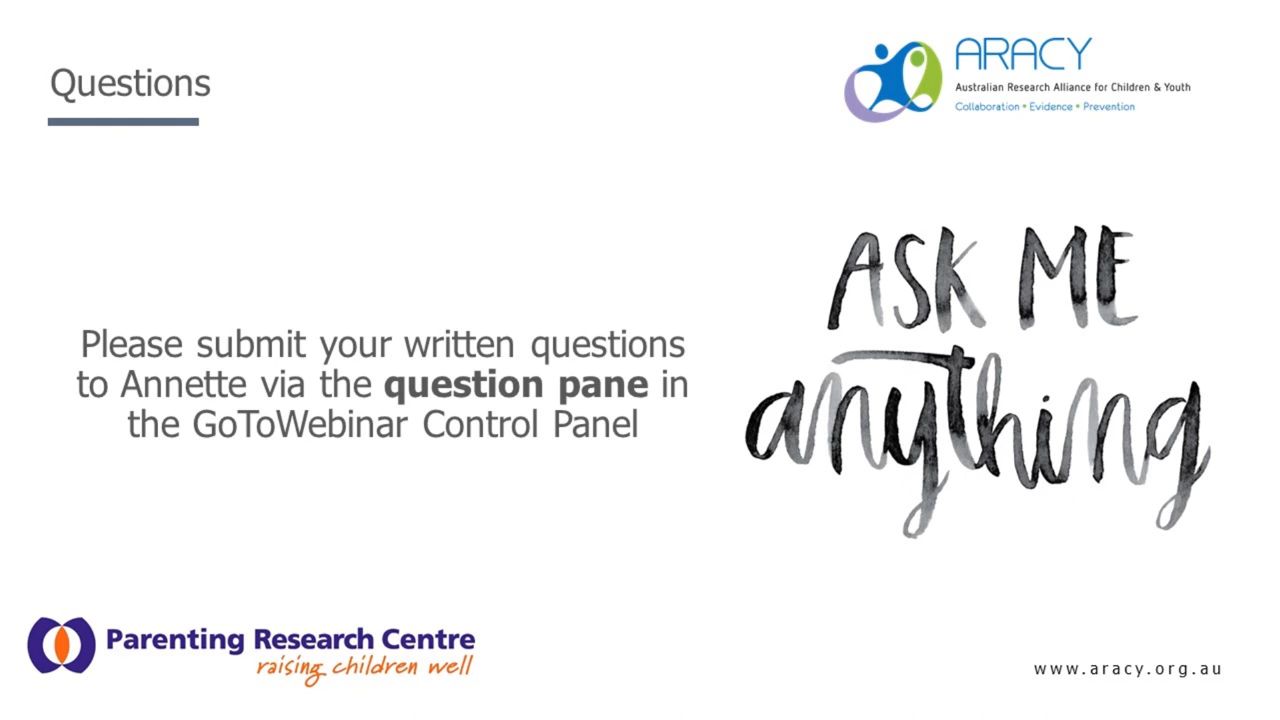 Questions
ARACY
Australian Research Alliance for Children & Youth
Collaboration • Evidence • Prevention
Please submit your written questions
to Annette via the question pane in
the GoToWebinar Control Panel
ASK ME
anything
Parenting Research Centre
raising children well
www.aracy.org.au